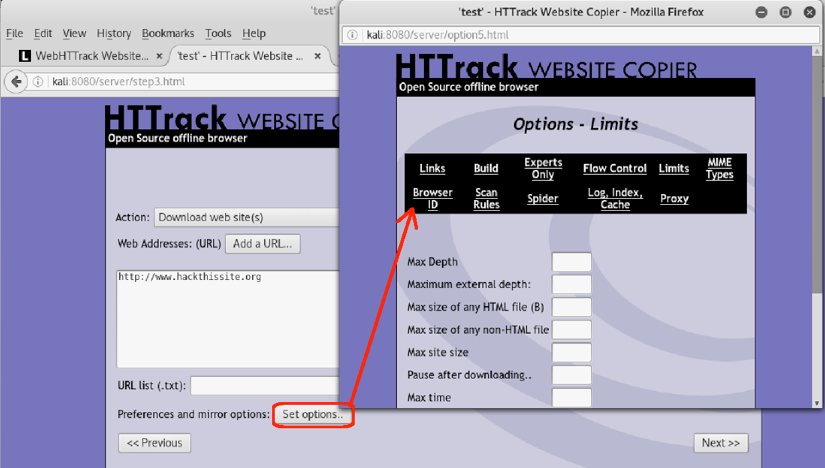 'test'
File Edit View History Bookmarks Tools Help
WebHTTrack Website... ×
'test' - HTTrack Website ... ×
kali:8080/server/step3.html
HTTrack WEBSITE C
Open Source offline browser
Action: Download web site(s)
Web Addresses: (URL) Add a URL...
http://www.hackthissite.org
URL list (.txt):
Preferences and mirror options: Set options..
<< Previous
Next >>
'test' - HTTrack Website Copier - Mozilla Firefox
kali:8080/server/option5.html
HTTrack WEBSITE COPIER
Open Source offline browser
Options - Limits
Links Build Experts Only Flow Control Limits MIME Types
Browser ID Scan Rules Spider Log, Index, Cache Proxy
Max Depth
Maximum external depth:
Max size of any HTML file (B)
Max size of any non-HTML file
Max site size
Pause after downloading..
Max time